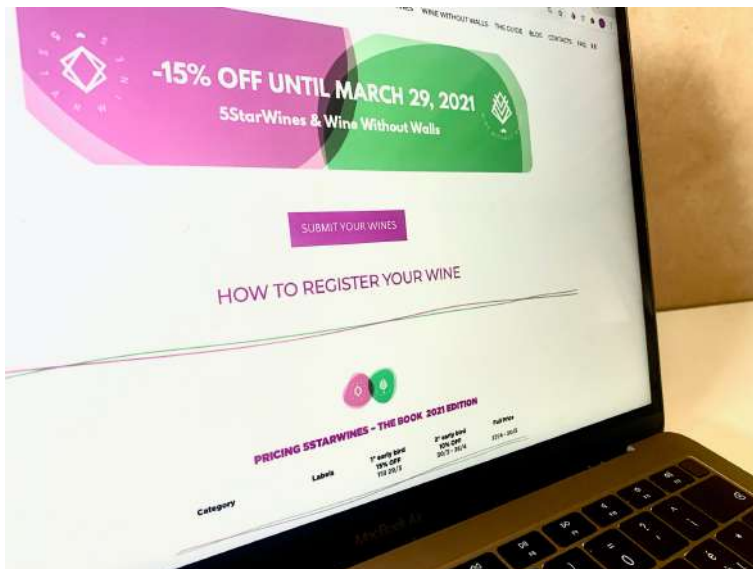 WINE WITHOUT WALLS THE GUIDE BLOG CONTACTS FAQ
-15% OFF UNTIL MARCH 29, 2021
5StarWines & Wine Without Walls
SUBMIT YOUR WINES
HOW TO REGISTER YOUR WINE
PRICING 5STARWINES - THE BOOK 2021 EDITION
Category Labels 1° early bird 2° early bird Full Price
15% OFF 10% OFF
MacBook Air